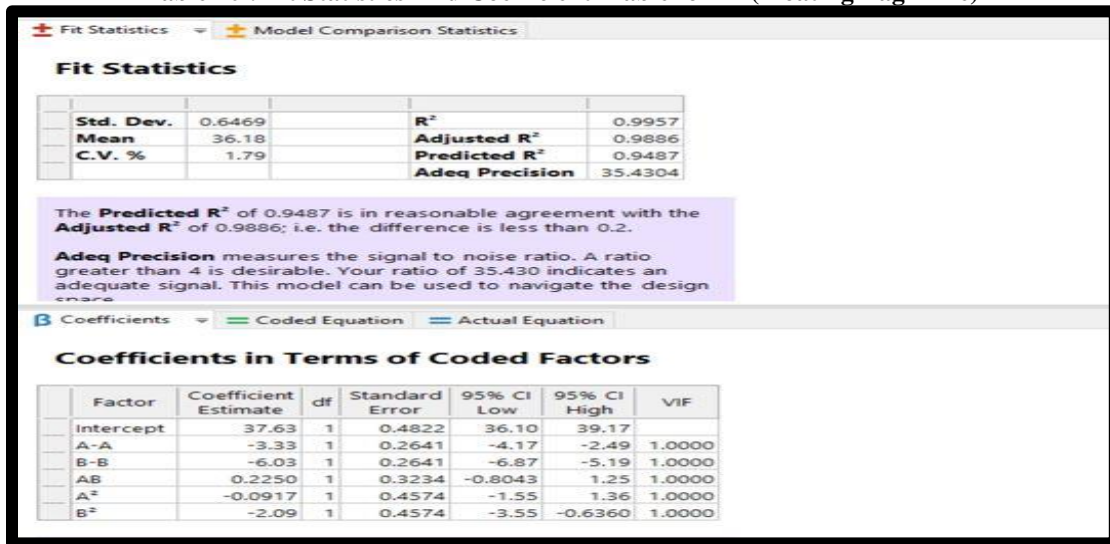 Fit Statistics Model Comparison Statistics
Fit Statistics
Std. Dev. 0.6469 R² 0.9957
Mean 36.18 Adjusted R² 0.9886
C.V. % 1.79 Predicted R² 0.9487
Adeq Precision 35.4304
The Predicted R² of 0.9487 is in reasonable agreement with the
Adjusted R² of 0.9886; i.e. the difference is less than 0.2.
Adeq Precision measures the signal to noise ratio. A ratio
greater than 4 is desirable. Your ratio of 35.430 indicates an
adequate signal. This model can be used to navigate the design
space
Coefficients Coded Equation Actual Equation
Coefficients in Terms of Coded Factors
Factor Coefficient Estimate df Standard Error 95% CI Low 95% CI High VIF
Intercept 37.63 1 0.4822 36.10 39.17
A-A -3.33 1 0.2641 -4.17 -2.49 1.0000
B-B -6.03 1 0.2641 -6.87 -5.19 1.0000
AB 0.2250 1 0.3234 -0.8043 1.25 1.0000
A² -0.0917 1 0.4574 -1.55 1.36 1.0000
B² -2.09 1 0.4574 -3.55 -0.6360 1.0000